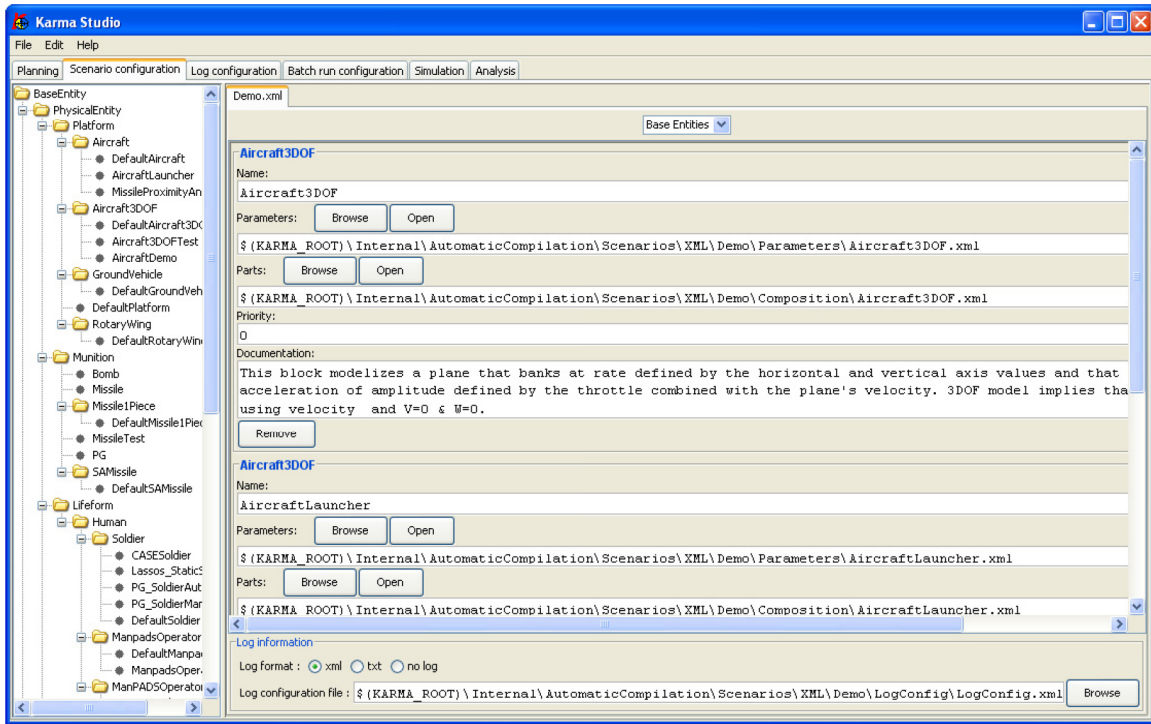 Karma Studio
File Edit Help
Planning Scenario configuration Log configuration Batch run configuration Simulation Analysis
BaseEntity
PhysicalEntity
Platform
Aircraft
DefaultAircraft
AircraftLauncher
MissileProximityAn
Aircraft3DOF
DefaultAircraft3DO
Aircraft3DOFTest
AircraftDemo
GroundVehicle
DefaultGroundVeh
DefaultPlatform
RotaryWing
DefaultRotaryWin
Munition
Bomb
Missile
Missile1Piece
DefaultMissile1Piec
MissileTest
PG
SAMissile
DefaultSAMissile
Lifeform
Human
Soldier
CASESoldier
Lassos_StaticS
PG_SoldierAut
PG_SoldierMan
DefaultSoldier
ManpadsOperator
DefaultManpa
ManpadsOper
ManPADSOperator
Demo.xml
Base Entities
Aircraft3DOF
Name:
Aircraft3DOF
Parameters: Browse Open
$(KARMA_ROOT)\Internal\AutomaticCompilation\Scenarios\XML\Demo\Parameters\Aircraft3DOF.xml
Parts: Browse Open
$(KARMA_ROOT)\Internal\AutomaticCompilation\Scenarios\XML\Demo\Composition\Aircraft3DOF.xml
Priority:
0
Documentation:
This block modelizes a plane that banks at rate defined by the horizontal and vertical axis values and that
acceleration of amplitude defined by the throttle combined with the plane's velocity. 3DOF model implies tha
using velocity and V=0 & W=0.
Remove
Aircraft3DOF
Name:
AircraftLauncher
Parameters: Browse Open
$(KARMA_ROOT)\Internal\AutomaticCompilation\Scenarios\XML\Demo\Parameters\AircraftLauncher.xml
Parts: Browse Open
$(KARMA_ROOT)\Internal\AutomaticCompilation\Scenarios\XML\Demo\Composition\AircraftLauncher.xml
Log information
Log format : xml txt no log
Log configuration file : $(KARMA_ROOT)\Internal\AutomaticCompilation\Scenarios\XML\Demo\LogConfig\LogConfig.xml Browse